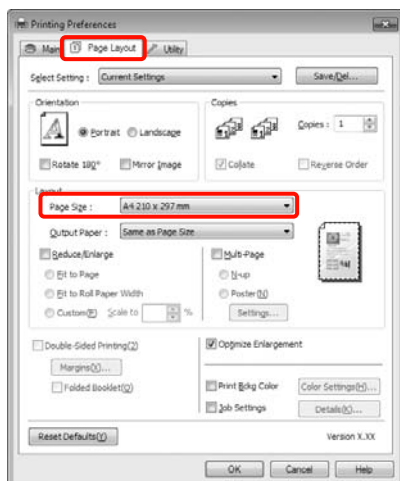 Printing Preferences
Main Page Layout Utility
Select Setting : Current Settings Save/Del...
Orientation Copies
A Portrait Landscape Copies : 1
Rotate 180° Mirror Image Collate Reverse Order
Layout
Page Size : A4 210 x 297 mm
Output Paper : Same as Page Size
Reduce/Enlarge Multi-Page
Fit to Page N-up
Fit to Roll Paper Width Poster(N)
Custom(F) Scale to % Settings...
Double-Sided Printing(2) Optimize Enlargement
Margins(X)...
Folded Booklet(Q) Print Bckg Color Color Settings(H)...
Job Settings Details(K)...
Reset Defaults(Y) Version X.XX
OK Cancel Help